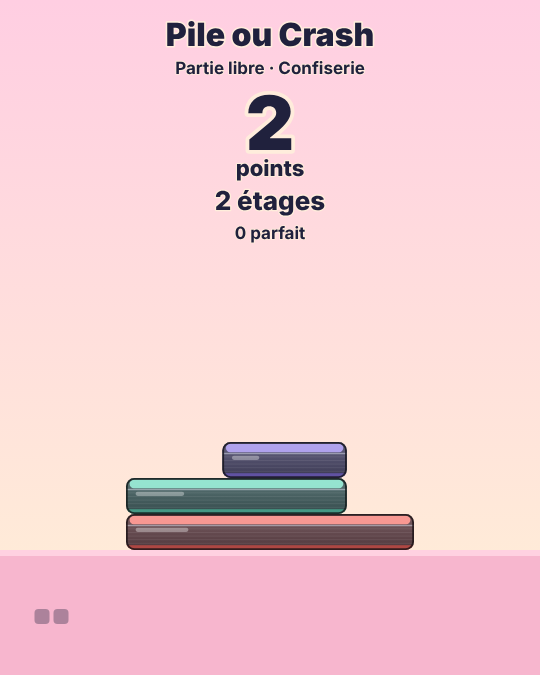 Pile ou Crash
Partie libre · Confiserie
2
points
2 étages
0 parfait